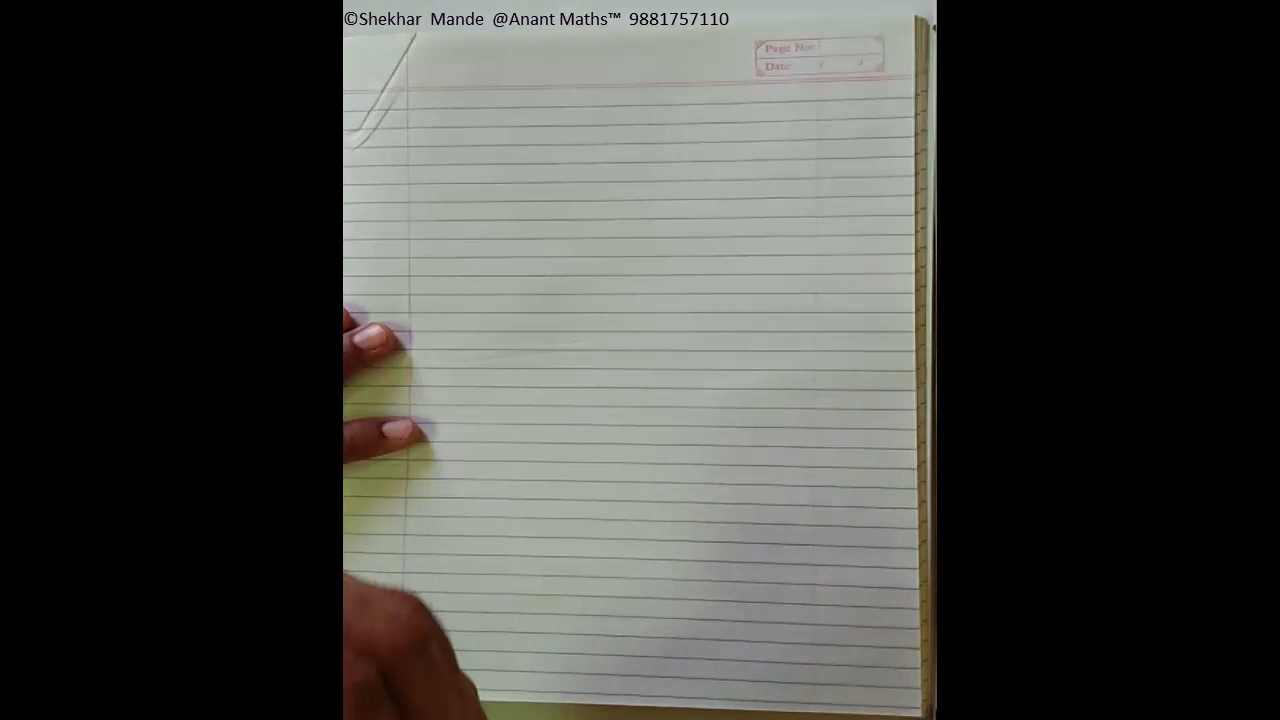 ©Shekhar Mande @Anant Maths™ 9881757110
Page No:
Date: / /